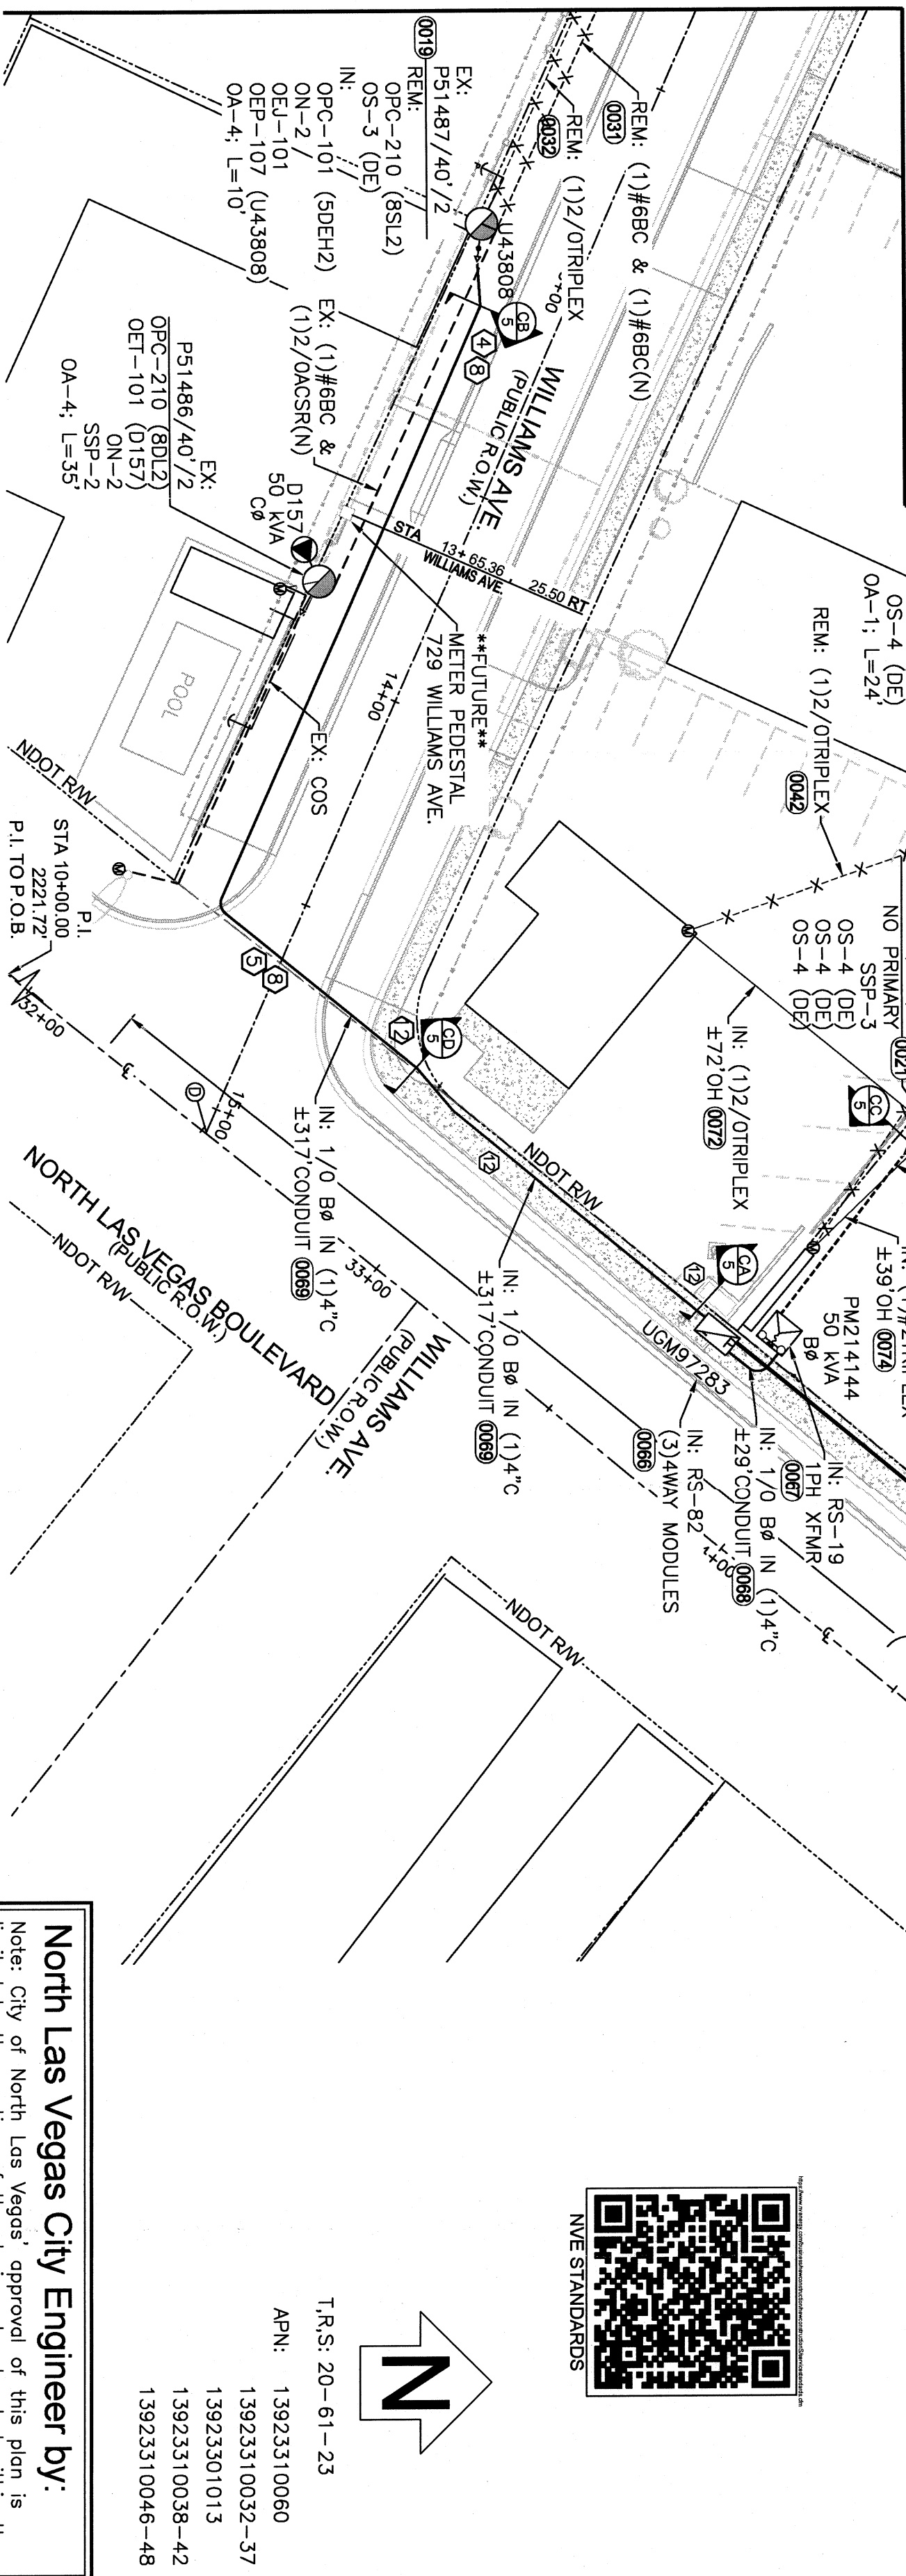 OS-4 (DE)
OA-1; L=24'
REM: (1)2/0TRIPLEX
0042
NO PRIMARY
SSP-3
OS-4 (DE)
OS-4 (DE)
OS-4 (DE)
0021
CC
5
±39'OH 0074
PM214144
50 kVA
BØ
IN: RS-19
1PH XFMR
0067
IN: 1/0 BØ IN (1)4"C
±29'CONDUIT 0068
IN: RS-82
(3)4WAY MODULES
0066
UGM97283
CA
5
12
IN: (1)2/0TRIPLEX
±72'OH 0072
NDOT R/W
12
IN: 1/0 BØ IN (1)4"C
±317'CONDUIT 0069
CD
5
12
IN: 1/0 BØ IN (1)4"C
±317'CONDUIT 0069
REM: (1)#6BC & (1)#6BC(N)
0031
REM: (1)2/0TRIPLEX
0032
EX:
P51487/40'/2
0019
REM:
OPC-210 (8SL2)
OS-3 (DE)
IN:
OPC-101 (5DEH2)
ON-2
OEJ-101
OEP-107 (U43808)
OA-4; L=10'
U43808
CB
5
4
8
WILLIAMS AVE
(PUBLIC R.O.W.)
EX: (1)#6BC &
(1)2/0ACSR(N)
STA 13+65.36, 25.50 RT
WILLIAMS AVE.
**FUTURE**
METER PEDESTAL
729 WILLIAMS AVE.
D157
50 kVA
CØ
EX:
P51486/40'/2
OPC-210 (8DL2)
OET-101 (D157)
ON-2
SSP-2
OA-4; L=35'
M
POOL
EX: COS
14+00
NDOT R/W
M
P.I.
STA 10+00.00
2221.72'
P.I. TO P.O.B.
32+00
5
8
D
15+00
33+00
NORTH LAS VEGAS BOULEVARD
(PUBLIC R.O.W.)
NDOT R/W
WILLIAMS AVE.
(PUBLIC R.O.W.)
NDOT R/W
NVE STANDARDS
N
T,R,S: 20-61-23
APN: 13923310060
13923310032-37
13923301013
13923310038-42
13923310046-48
North Las Vegas City Engineer by:
Note: City of North Las Vegas' approval of this plan is